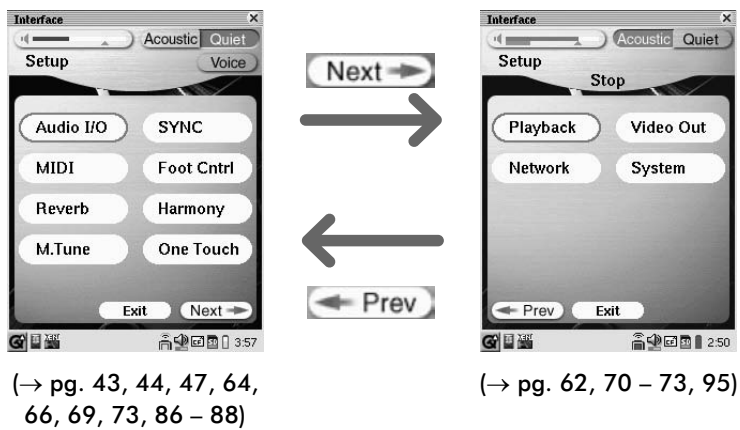 Interface ×
Acoustic Quiet
Setup Voice
Audio I/O SYNC
MIDI Foot Cntrl
Reverb Harmony
M.Tune One Touch
Exit Next
3:57
(→ pg. 43, 44, 47, 64,
66, 69, 73, 86 – 88)
Next
Prev
Interface ×
Acoustic Quiet
Setup
Stop
Playback Video Out
Network System
Prev Exit
2:50
(→ pg. 62, 70 – 73, 95)